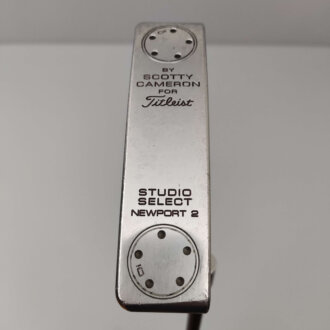 BY
SCOTTY
CAMERON
FOR
Titleist
STUDIO
SELECT
NEWPORT 2